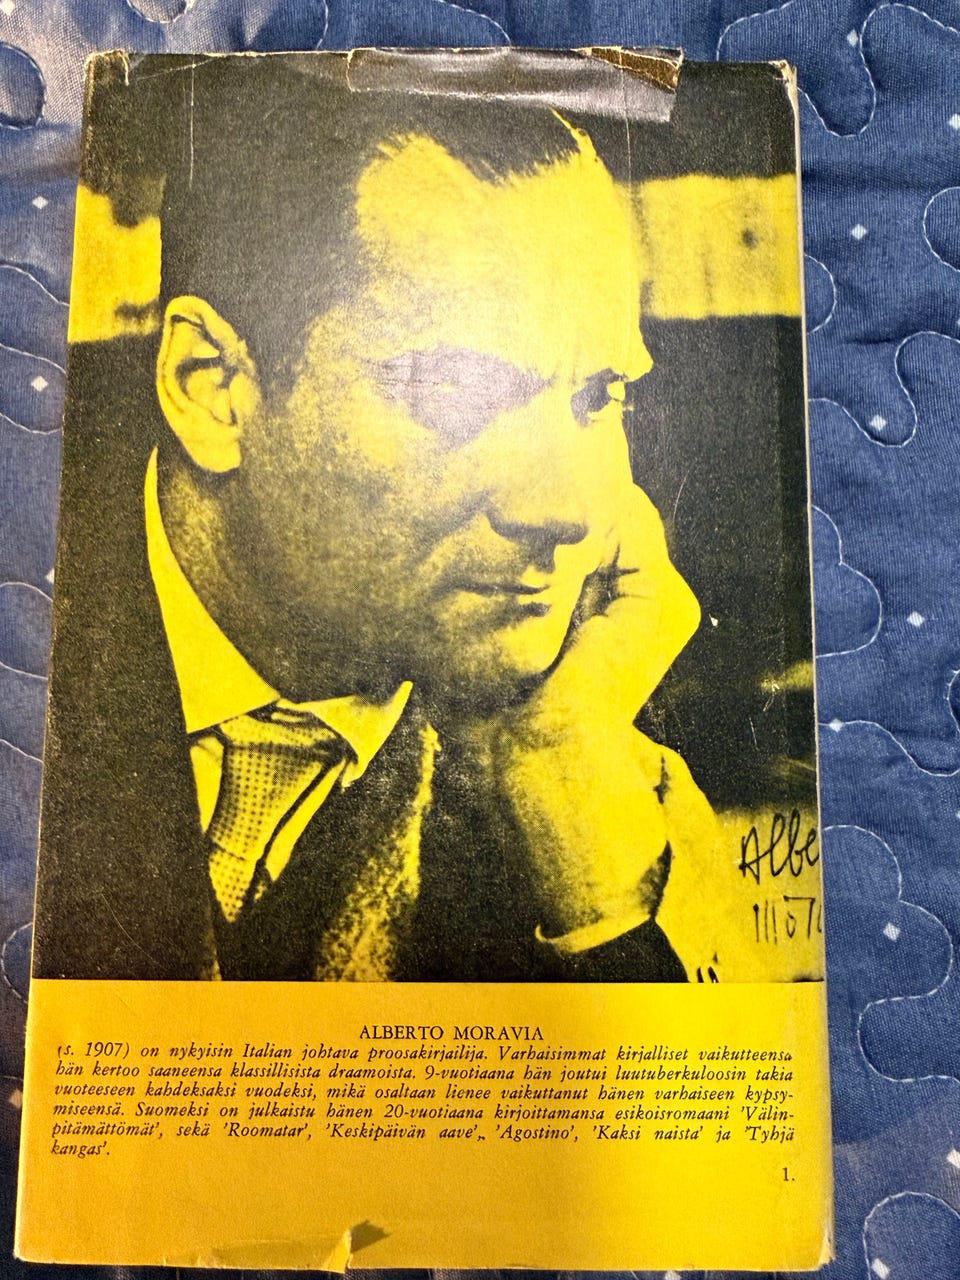 Albe
ALBERTO MORAVIA
(s. 1907) on nykyisin Italian johtava proosakirjailija. Varhaisimmat kirjalliset vaikutteensa
hän kertoo saaneensa klassillisista draamoista. 9-vuotiaana hän joutui luutuberkuloosin takia
vuoteeseen kahdeksaksi vuodeksi, mikä osaltaan lienee vaikuttanut hänen varhaiseen kypsy-
miseensä. Suomeksi on julkaistu hänen 20-vuotiaana kirjoittamansa esikoisromaani 'Välin-
pitämättömät', sekä 'Roomatar', 'Keskipäivän aave',, 'Agostino', 'Kaksi naista' ja 'Tyhjä
kangas'.
1.